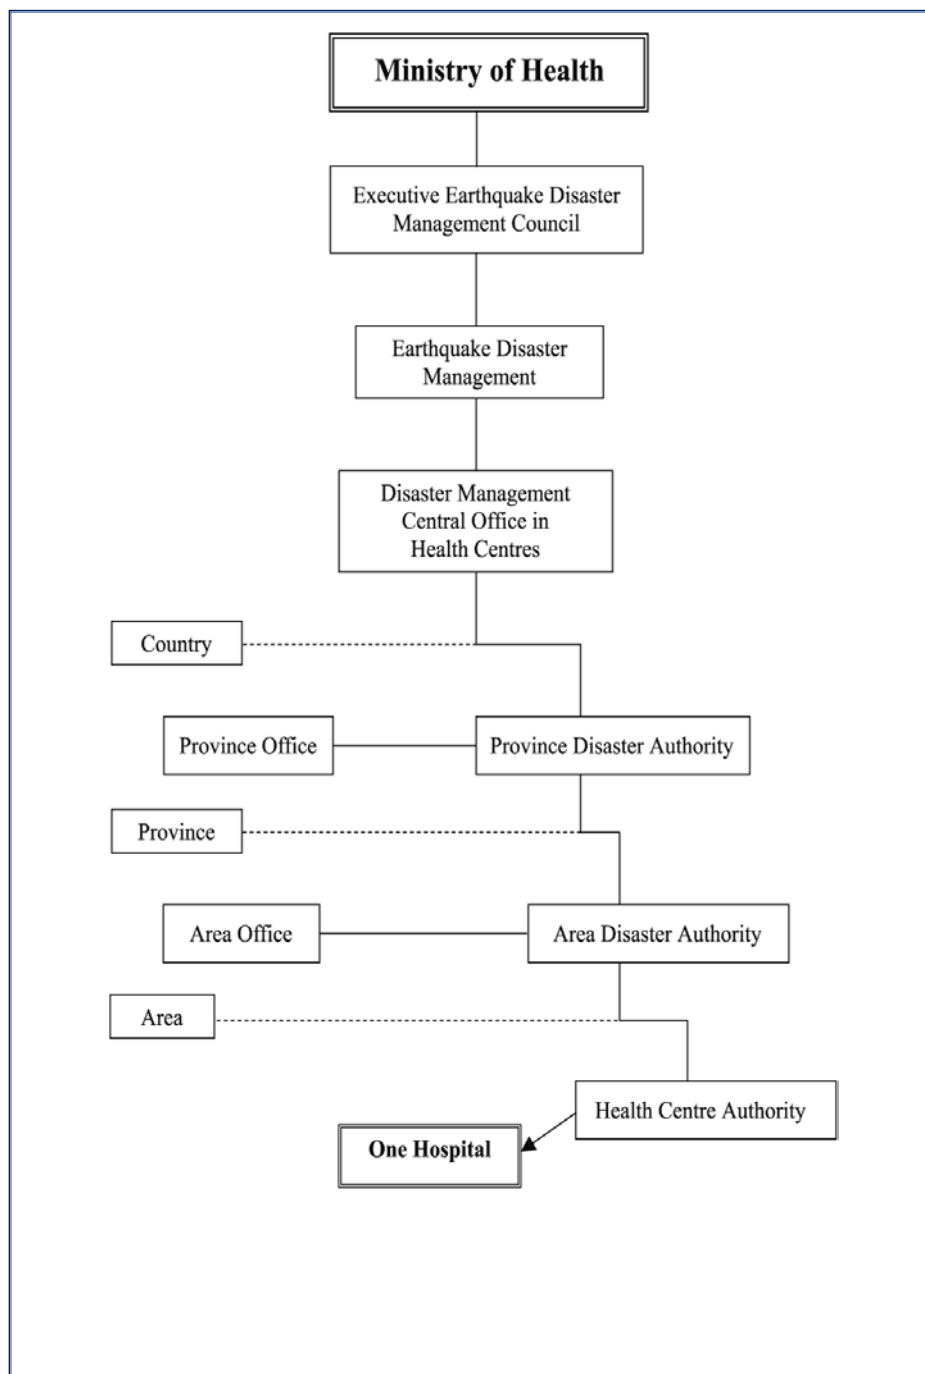 Ministry of Health
Executive Earthquake Disaster
Management Council
Earthquake Disaster
Management
Disaster Management
Central Office in
Health Centres
Country
Province Office
Province Disaster Authority
Province
Area Office
Area Disaster Authority
Area
Health Centre Authority
One Hospital